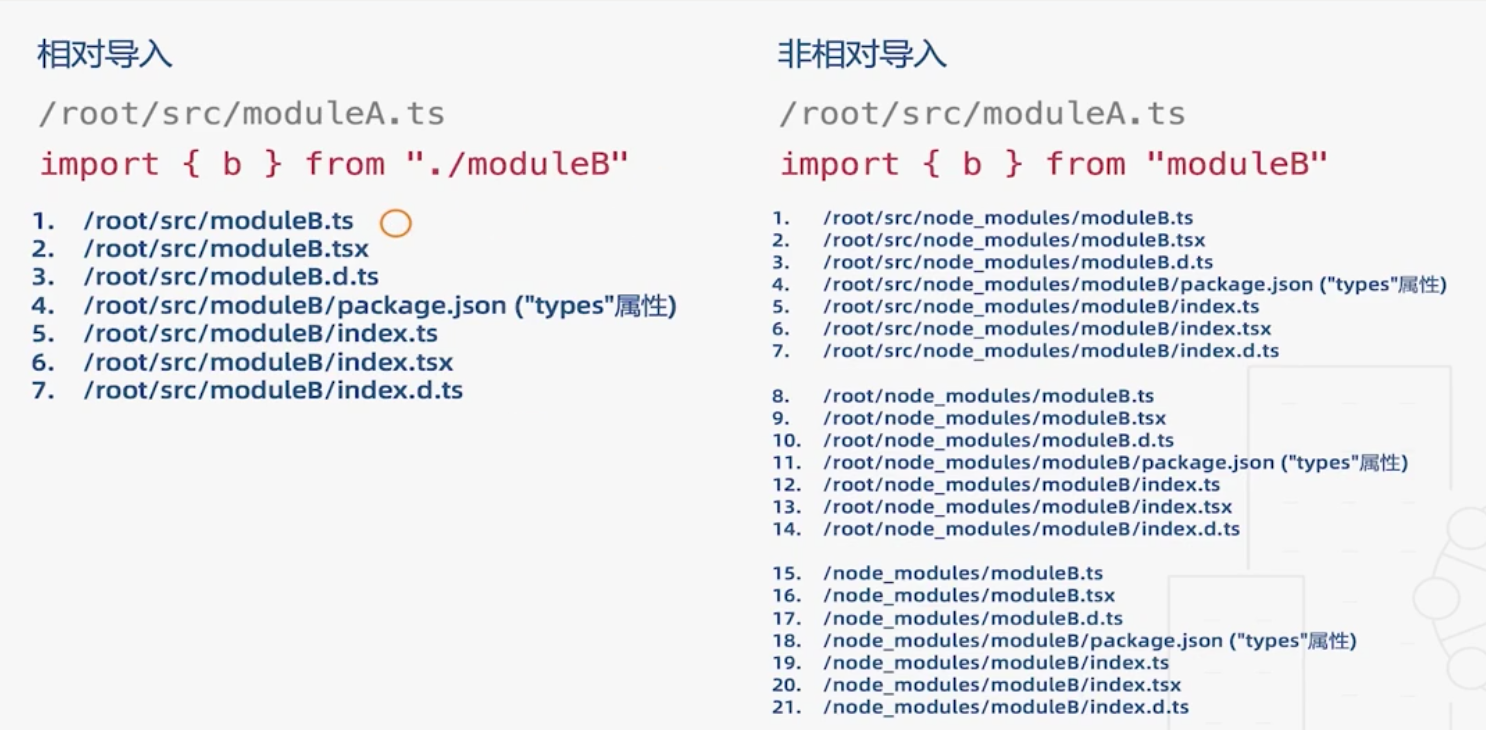 相对导入
/root/src/moduleA.ts
import { b } from "./moduleB"
1. /root/src/moduleB.ts
2. /root/src/moduleB.tsx
3. /root/src/moduleB.d.ts
4. /root/src/moduleB/package.json ("types"属性)
5. /root/src/moduleB/index.ts
6. /root/src/moduleB/index.tsx
7. /root/src/moduleB/index.d.ts
非相对导入
/root/src/moduleA.ts
import { b } from "moduleB"
1. /root/src/node_modules/moduleB.ts
2. /root/src/node_modules/moduleB.tsx
3. /root/src/node_modules/moduleB.d.ts
4. /root/src/node_modules/moduleB/package.json ("types"属性)
5. /root/src/node_modules/moduleB/index.ts
6. /root/src/node_modules/moduleB/index.tsx
7. /root/src/node_modules/moduleB/index.d.ts
8. /root/node_modules/moduleB.ts
9. /root/node_modules/moduleB.tsx
10. /root/node_modules/moduleB.d.ts
11. /root/node_modules/moduleB/package.json ("types"属性)
12. /root/node_modules/moduleB/index.ts
13. /root/node_modules/moduleB/index.tsx
14. /root/node_modules/moduleB/index.d.ts
15. /node_modules/moduleB.ts
16. /node_modules/moduleB.tsx
17. /node_modules/moduleB.d.ts
18. /node_modules/moduleB/package.json ("types"属性)
19. /node_modules/moduleB/index.ts
20. /node_modules/moduleB/index.tsx
21. /node_modules/moduleB/index.d.ts